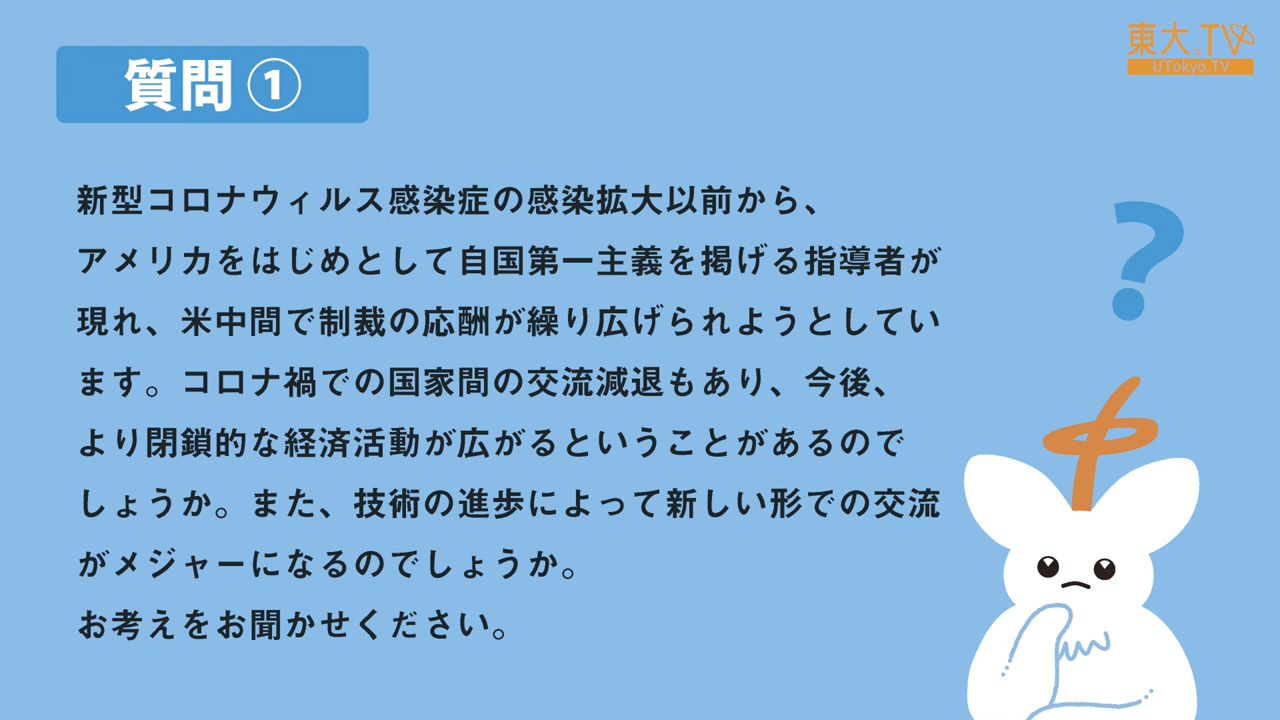 東大TV
UTokyo.TV
質問①
新型コロナウィルス感染症の感染拡大以前から、
アメリカをはじめとして自国第一主義を掲げる指導者が
現れ、米中間で制裁の応酬が繰り広げられようとしてい
ます。コロナ禍での国家間の交流減退もあり、今後、
より閉鎖的な経済活動が広がるということがあるので
しょうか。また、技術の進歩によって新しい形での交流
がメジャーになるのでしょうか。
お考えをお聞かせください。
?